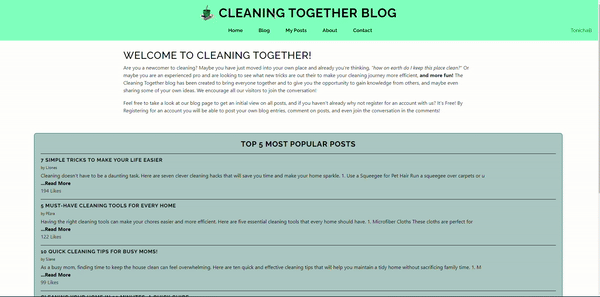 CLEANING TOGETHER BLOG
Home Blog My Posts About Contact
WELCOME TO CLEANING TOGETHER!
Are you a newcomer to cleaning? Maybe you have just moved into your own place and already you're thinking, "how on earth do I keep this place clean?" Or
maybe you are an experienced pro and are looking to see what new tricks are out their to make your cleaning journey more efficient, and more fun! The
Cleaning Together blog has been created to bring everyone together and to give you the opportunity to gain knowledge from others, and maybe even
sharing some of your own ideas. We encourage all our visitors to join the conversation!
Feel free to take a look at our blog page to get an initial view on all posts, and if you haven't already why not register for an account with us? It's Free! By
Registering for an account you will be able to post your own blog entries, comment on posts, and even join the conversation in the comments!
TOP 5 MOST POPULAR POSTS
7 SIMPLE TRICKS TO MAKE YOUR LIFE EASIER
by
Cleaning doesn't have to be a daunting task. Here are seven clever cleaning hacks that will save you time and make your home sparkle. 1. Use a Squeegee for Pet Hair Run a squeegee over carpets or u
...Read More
194 Likes
5 MUST-HAVE CLEANING TOOLS FOR EVERY HOME
by
Having the right cleaning tools can make your chores easier and more efficient. Here are five essential cleaning tools that every home should have. 1. Microfiber Cloths These cloths are perfect for
...Read More
122 Likes
10 QUICK CLEANING TIPS FOR BUSY MOMS!
by
As a busy mom, finding time to keep the house clean can feel overwhelming. Here are ten quick and effective cleaning tips that will help you maintain a tidy home without sacrificing family time. 1. M
...Read More
99 Likes